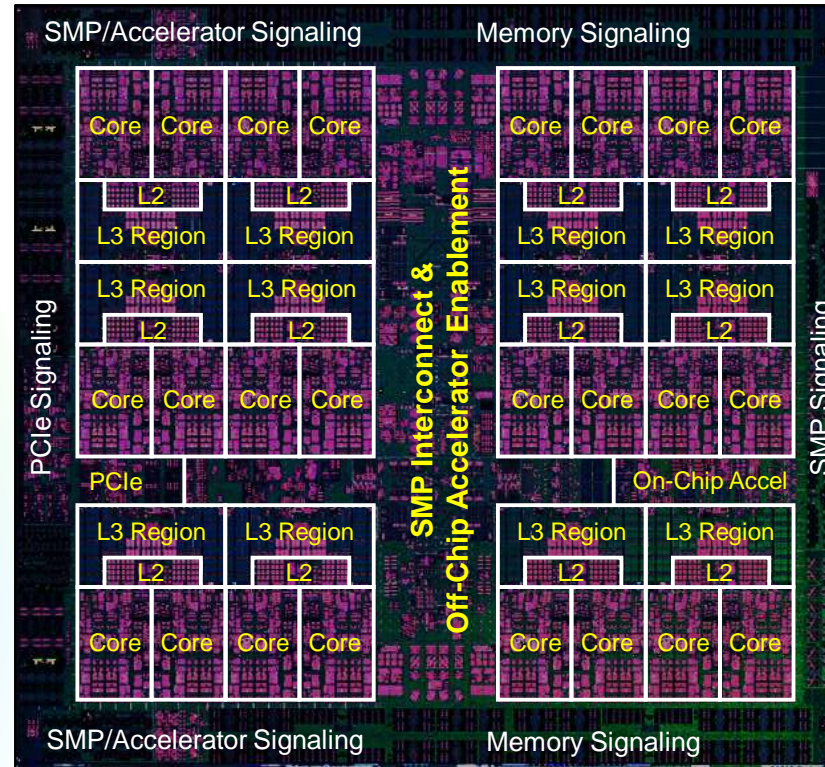 SMP/Accelerator Signaling Memory Signaling
Core Core Core Core Core Core Core Core
L2 L2 L2 L2
L3 Region L3 Region L3 Region L3 Region
L3 Region L3 Region L3 Region L3 Region
L2 L2 L2 L2
Core Core Core Core Core Core Core Core
PCIe On-Chip Accel
L3 Region L3 Region L3 Region L3 Region
L2 L2 L2 L2
Core Core Core Core Core Core Core Core
SMP/Accelerator Signaling Memory Signaling
PCIe Signaling
SMP Interconnect &
Off-Chip Accelerator Enablement
SMP Signaling